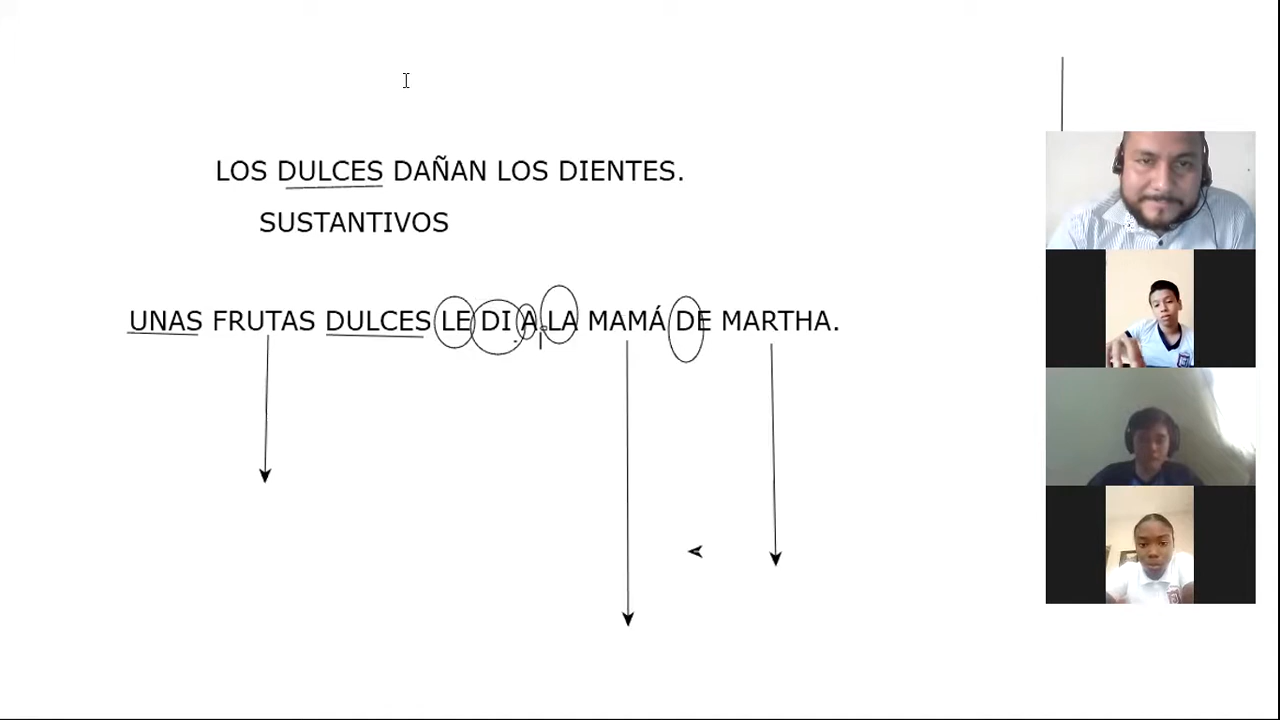 LOS DULCES DAÑAN LOS DIENTES.
SUSTANTIVOS
UNAS FRUTAS DULCES LE DI A LA MAMÁ DE MARTHA.